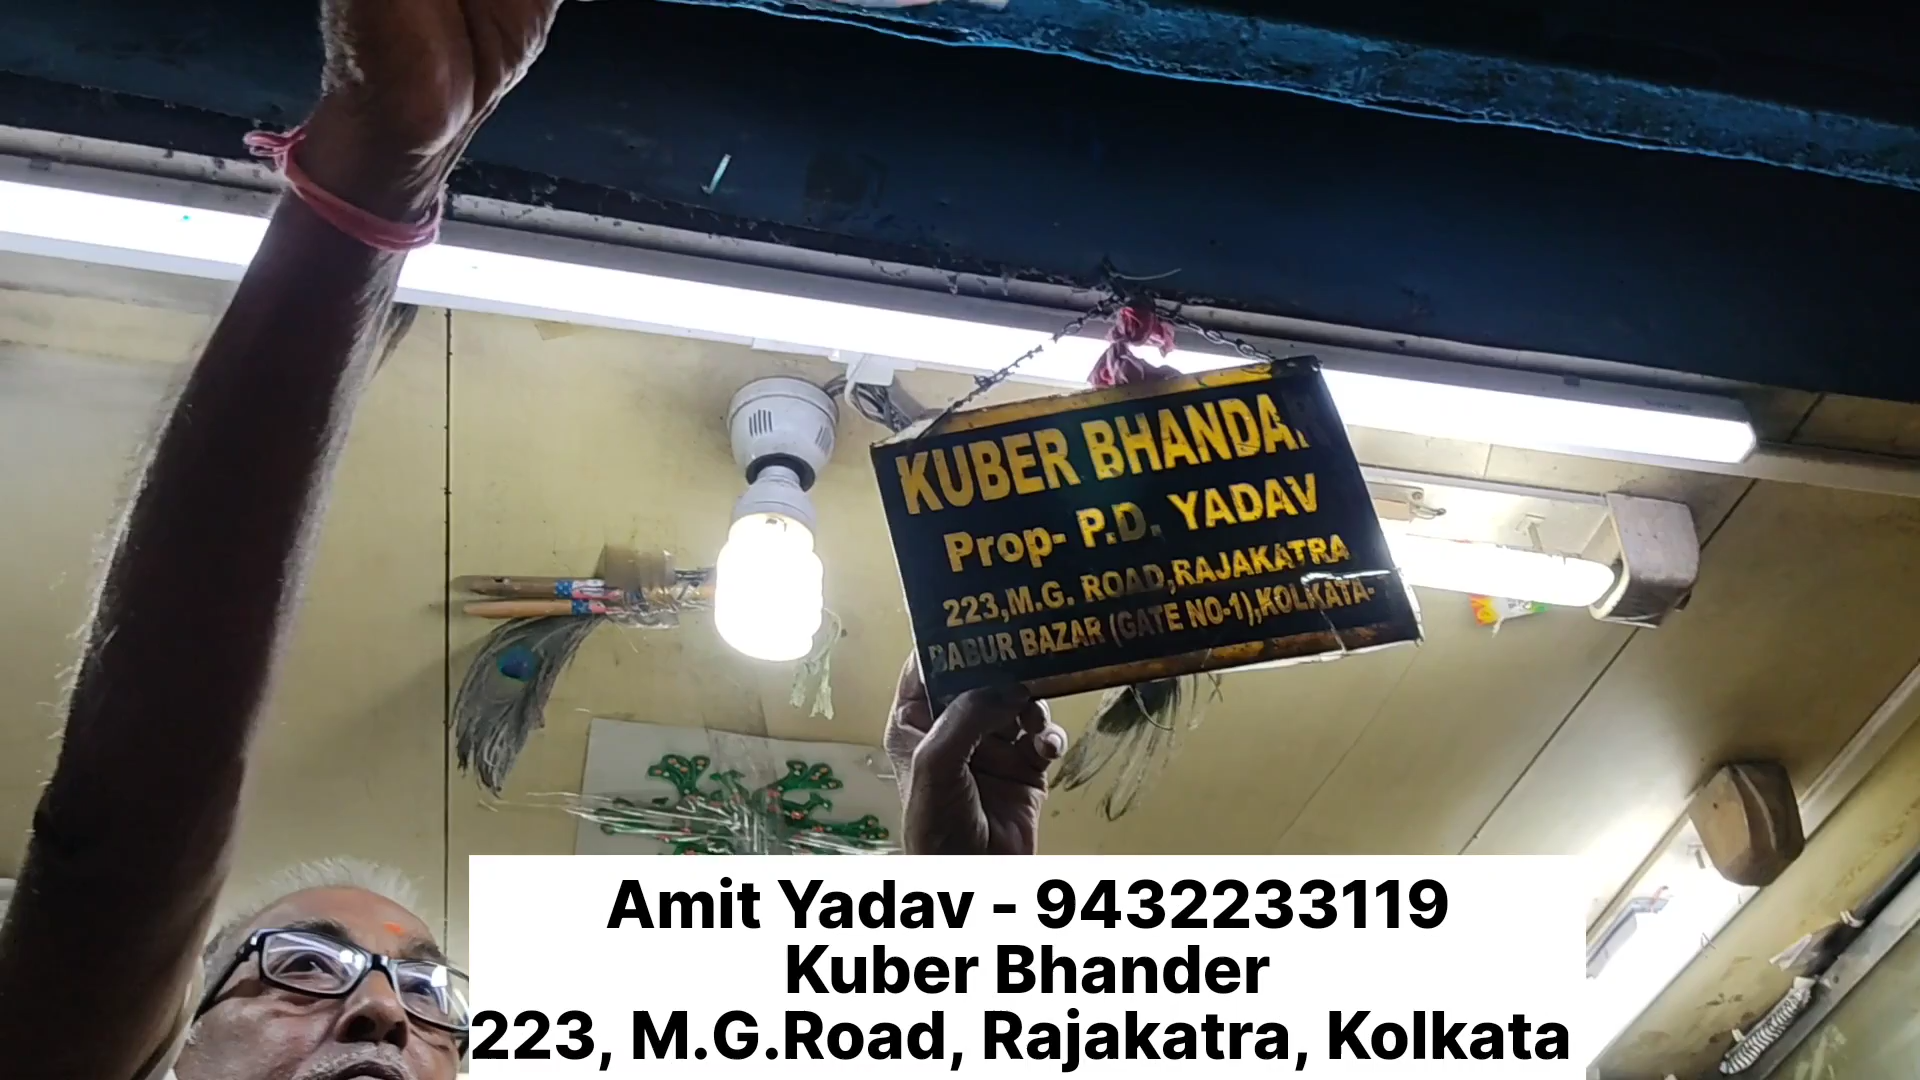 KUBER BHANDA
Prop- P.D. YADAV
223,M.G. ROAD,RAJAKATRA
BABUR BAZAR (GATE NO-1),KOLKATA-
Amit Yadav - 9432233119
Kuber Bhander
223, M.G.Road, Rajakatra, Kolkata